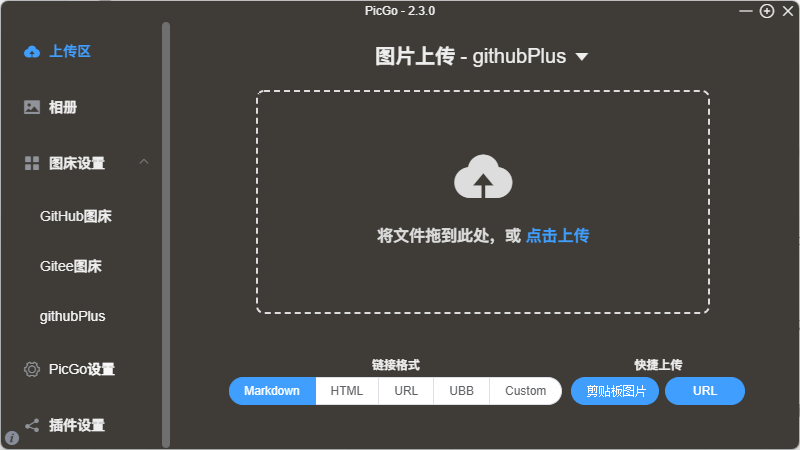 PicGo - 2.3.0
上传区
相册
图床设置
GitHub图床
Gitee图床
githubPlus
PicGo设置
插件设置
图片上传 - githubPlus
将文件拖到此处，或 点击上传
链接格式
Markdown HTML URL UBB Custom
快捷上传
剪贴板图片 URL